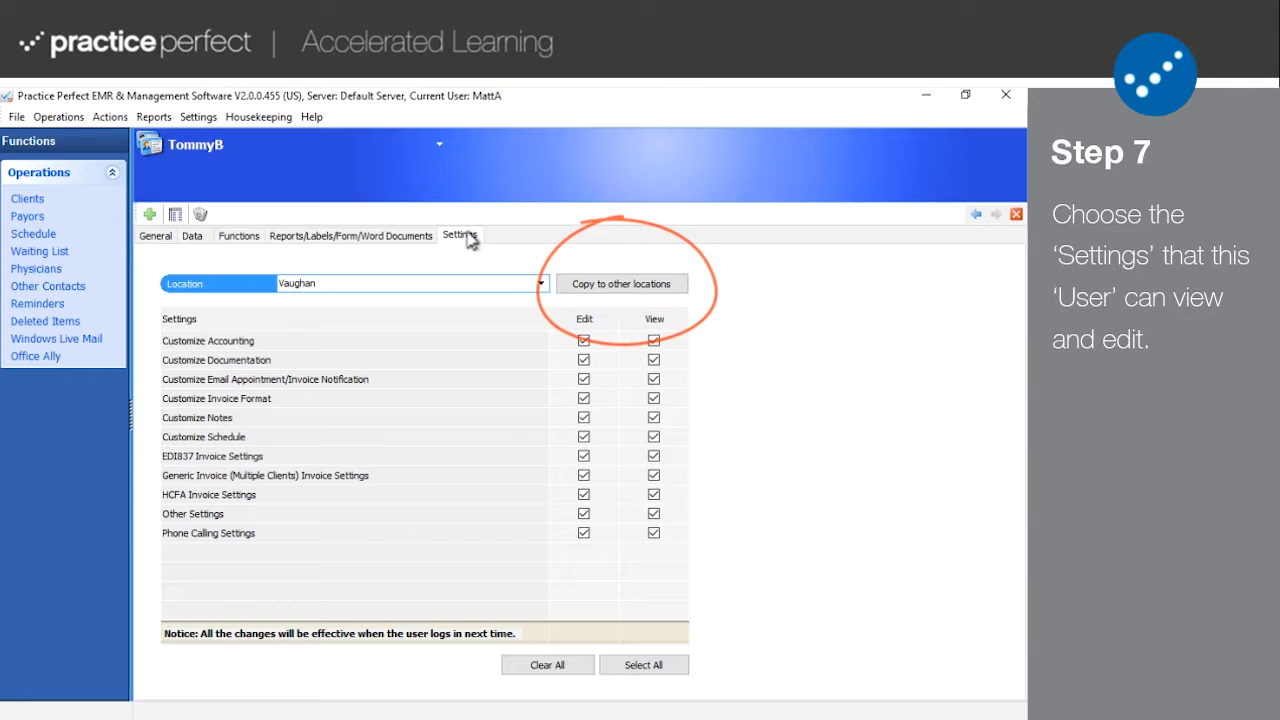 practiceperfect | Accelerated Learning
Practice Perfect EMR & Management Software V2.0.0.455 (US), Server: Default Server, Current User: MattA
File Operations Actions Reports Settings Housekeeping Help
Functions
TommyB
Operations
Clients
Payors
Schedule
Waiting List
Physicians
Other Contacts
Reminders
Deleted Items
Windows Live Mail
Office Ally
General Data Functions Reports/Labels/Form/Word Documents Settings
Location Vaughan Copy to other locations
Settings Edit View
Customize Accounting
Customize Documentation
Customize Email Appointment/Invoice Notification
Customize Invoice Format
Customize Notes
Customize Schedule
EDI837 Invoice Settings
Generic Invoice (Multiple Clients) Invoice Settings
HCFA Invoice Settings
Other Settings
Phone Calling Settings
Notice: All the changes will be effective when the user logs in next time.
Clear All Select All
Step 7
Choose the
‘Settings’ that this
‘User’ can view
and edit.